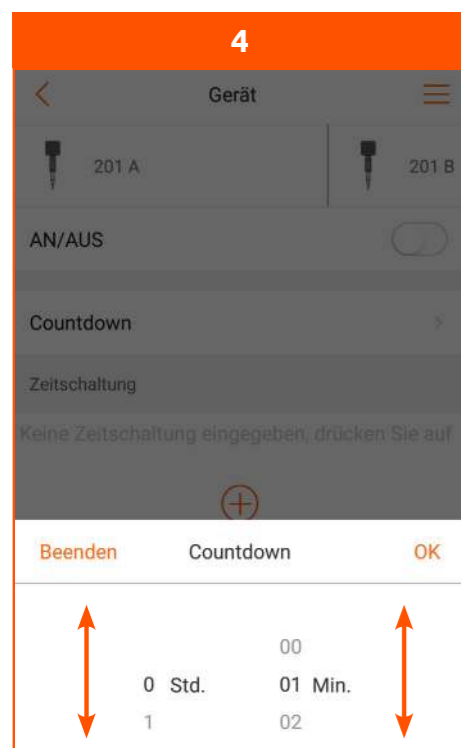 4
Gerät
201 A 201 B
AN/AUS
Countdown
Zeitschaltung
Keine Zeitschaltung eingegeben, drücken Sie auf
Beenden Countdown OK
00
0 Std. 01 Min.
1 02